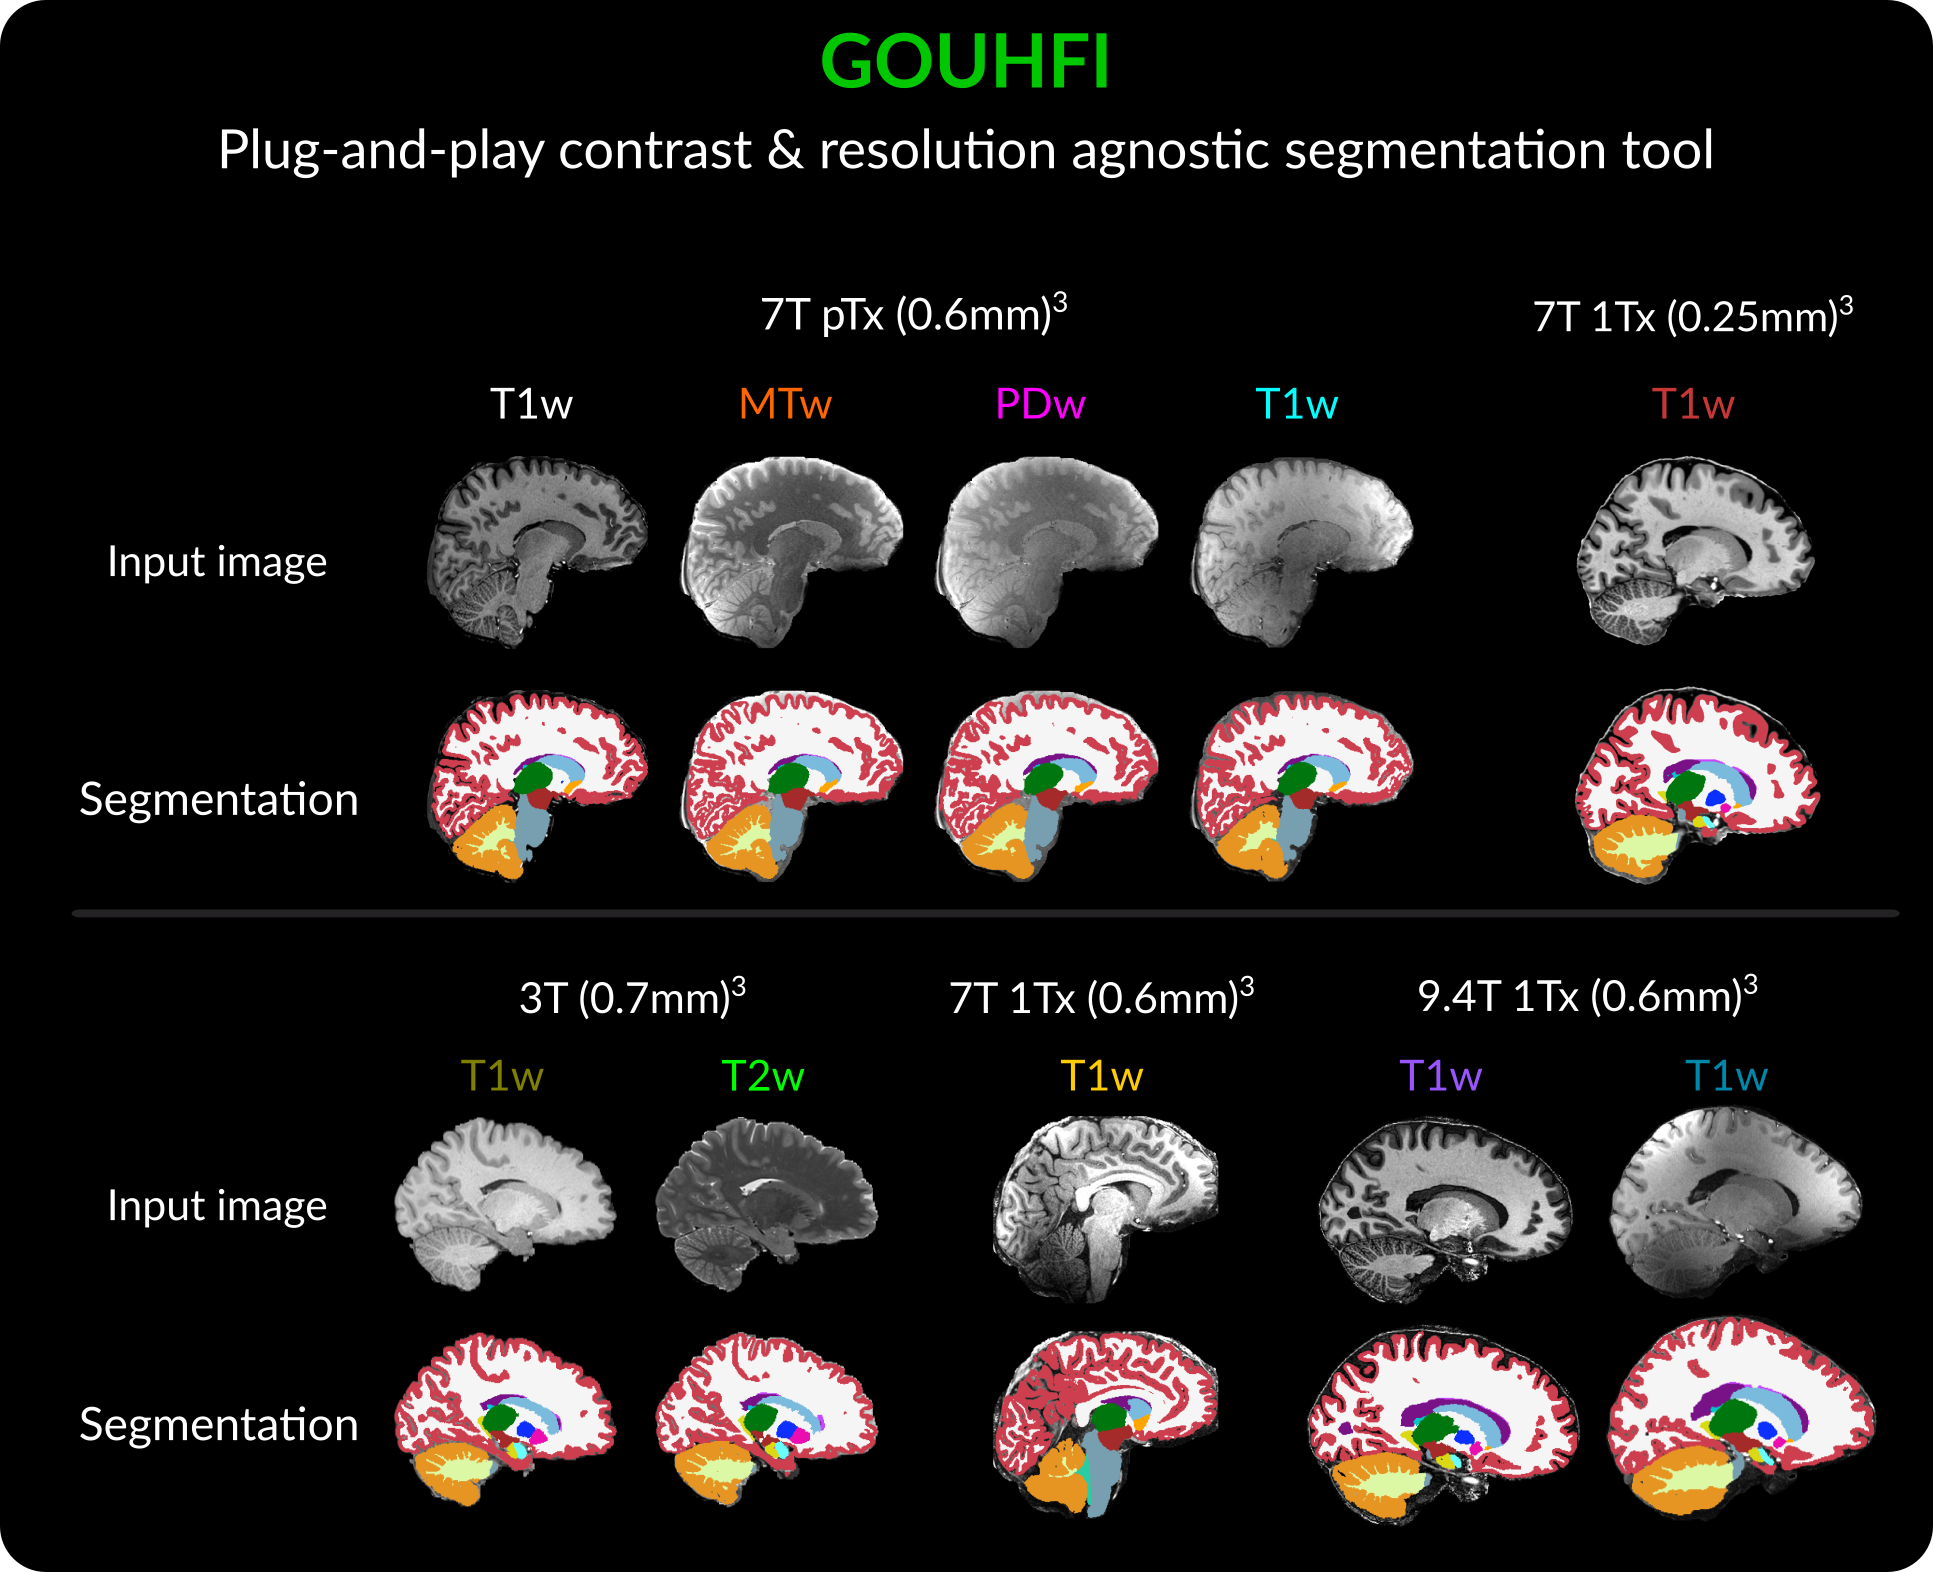 GOUHFI
Plug-and-play contrast & resolution agnostic segmentation tool
7T pTx (0.6mm)³
7T 1Tx (0.25mm)³
T1w
MTw
PDw
T1w
T1w
Input image
Segmentation
3T (0.7mm)³
7T 1Tx (0.6mm)³
9.4T 1Tx (0.6mm)³
T1w
T2w
T1w
T1w
T1w
Input image
Segmentation